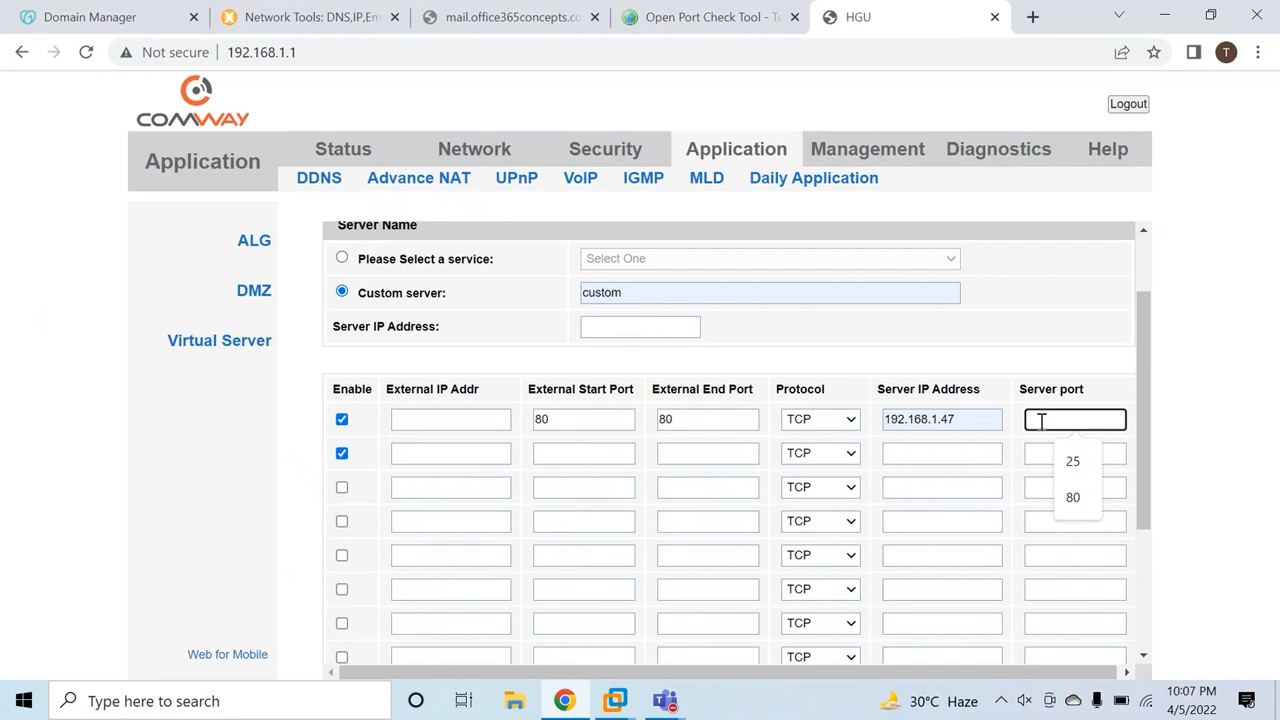 Domain Manager
Network Tools: DNS,IP,Em
mail.office365concepts.co
Open Port Check Tool - Te
HGU
Not secure
192.168.1.1
T
COMWAY
Logout
Application
Status
Network
Security
Application
Management
Diagnostics
Help
DDNS
Advance NAT
UPnP
VoIP
IGMP
MLD
Daily Application
ALG
DMZ
Virtual Server
Web for Mobile
Server Name
Please Select a service:
Select One
Custom server:
custom
Server IP Address:
Enable External IP Addr External Start Port External End Port Protocol Server IP Address Server port
80 80 TCP 192.168.1.47
TCP
25
TCP
80
TCP
TCP
TCP
TCP
TCP
Type here to search
30°C Haze
10:07 PM
4/5/2022